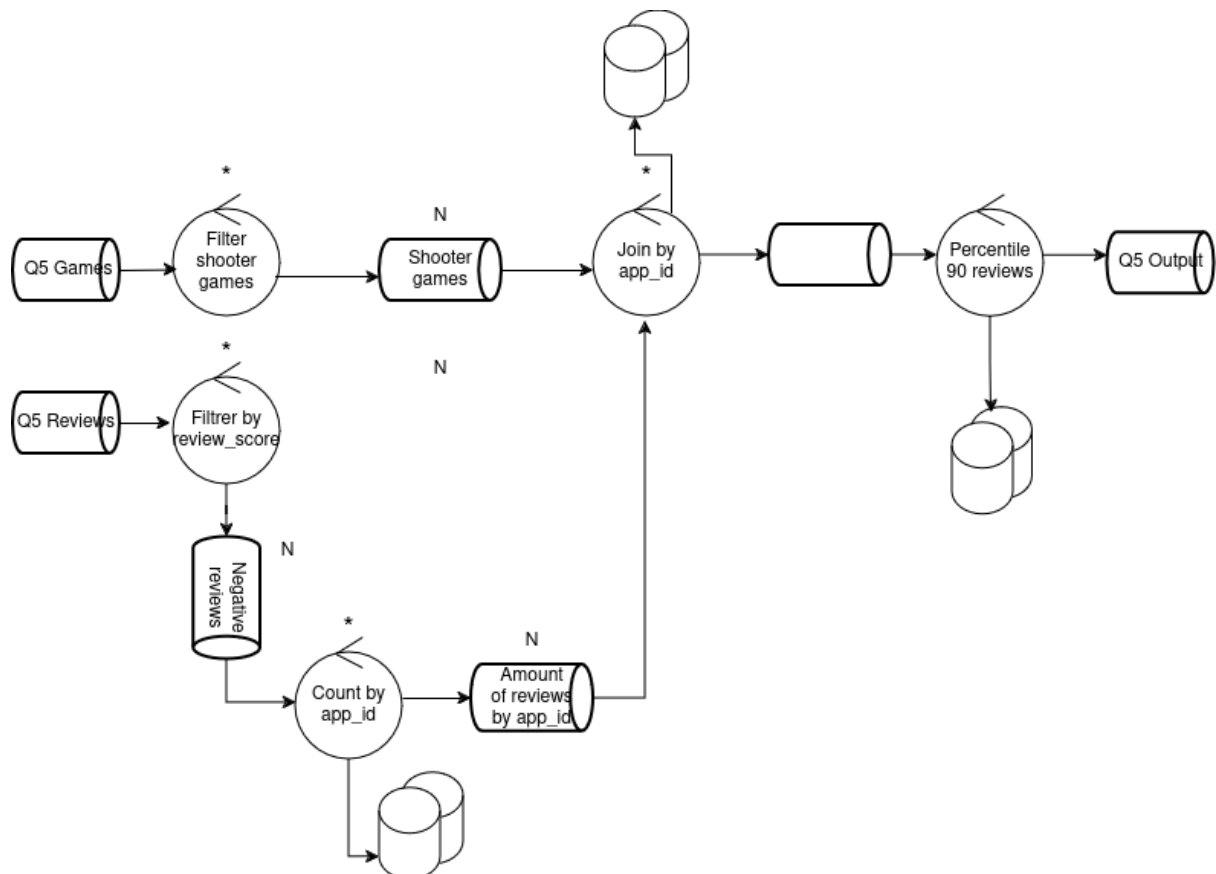 *
*
N
Q5 Games
Filter
shooter
games
Shooter
games
Join by
app_id
Percentile
90 reviews
Q5 Output
*
N
Q5 Reviews
Filtrer by
review_score
Negative
reviews
N
*
N
Count by
app_id
Amount
of reviews
by app_id